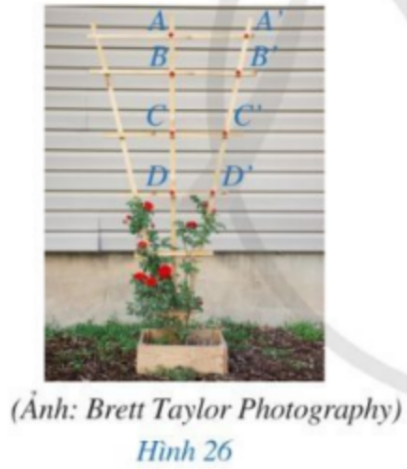 A A'
B B'
C C'
D D'
(Ảnh: Brett Taylor Photography)
Hình 26